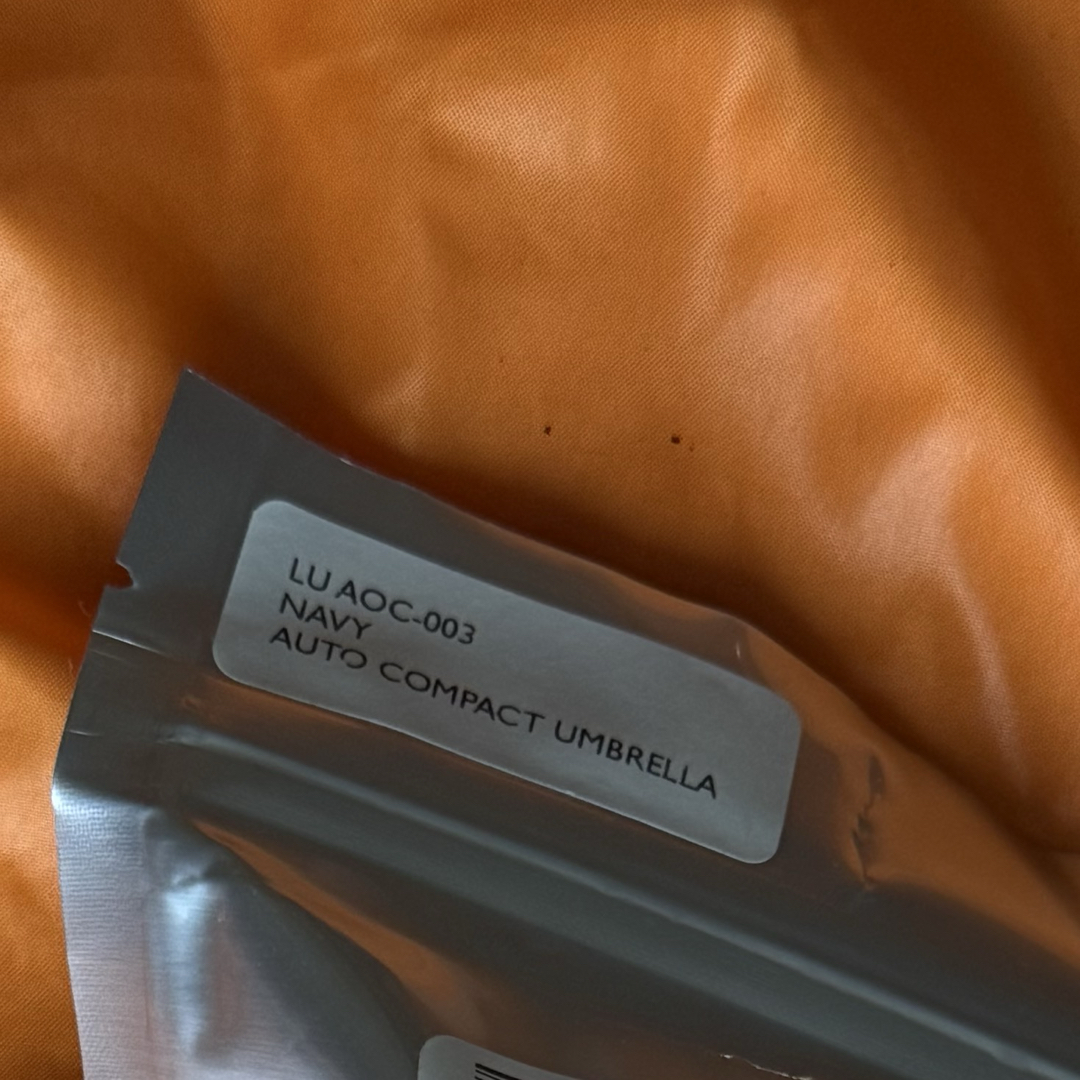 LU AOC-003
NAVY
AUTO COMPACT UMBRELLA